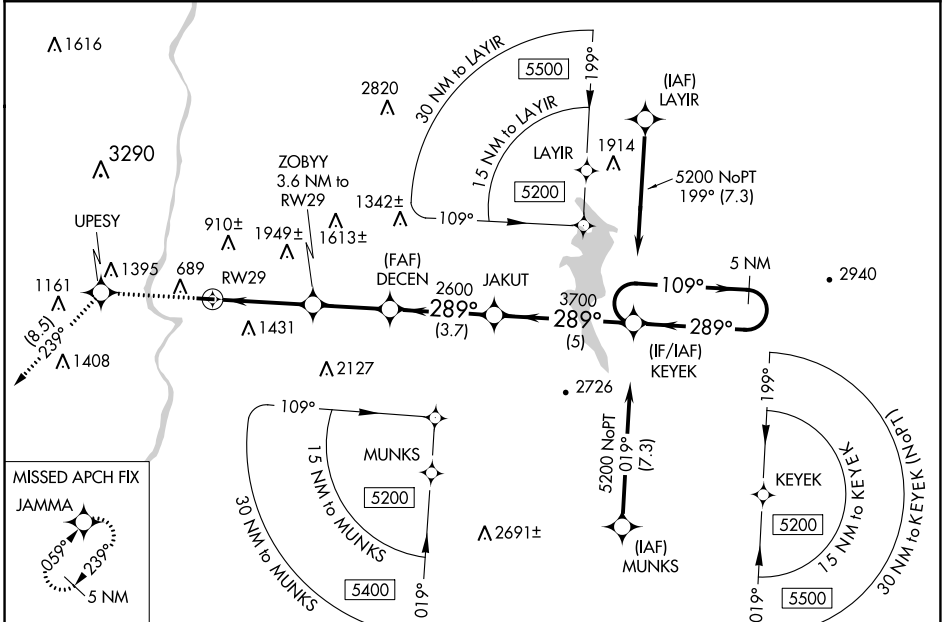 1616
3290
2820
30 NM to LAYIR
5500
199°
15 NM to LAYIR
LAYIR
5200
109°
1914
(IAF)
LAYIR
5200 NoPT
199° (7.3)
ZOBYY
3.6 NM to
RW29
1342±
910±
1949±
1613±
UPESY
1395
689
RW29
1161
(8.5)
239°
1408
1431
(FAF)
DECEN
2600
289°
(3.7)
JAKUT
3700
289°
(5)
109°
5 NM
289°
2940
(IF/IAF)
KEYEK
2127
2726
109°
15 NM to MUNKS
30 NM to MUNKS
MUNKS
5200
5400
019°
2691±
5200 NoPT
019°
(7.3)
(IAF)
MUNKS
199°
KEYEK
5200
15 NM to KEYEK
30 NM to KEYEK (NoPT)
5500
019°
MISSED APCH FIX
JAMMA
059°
239°
5 NM